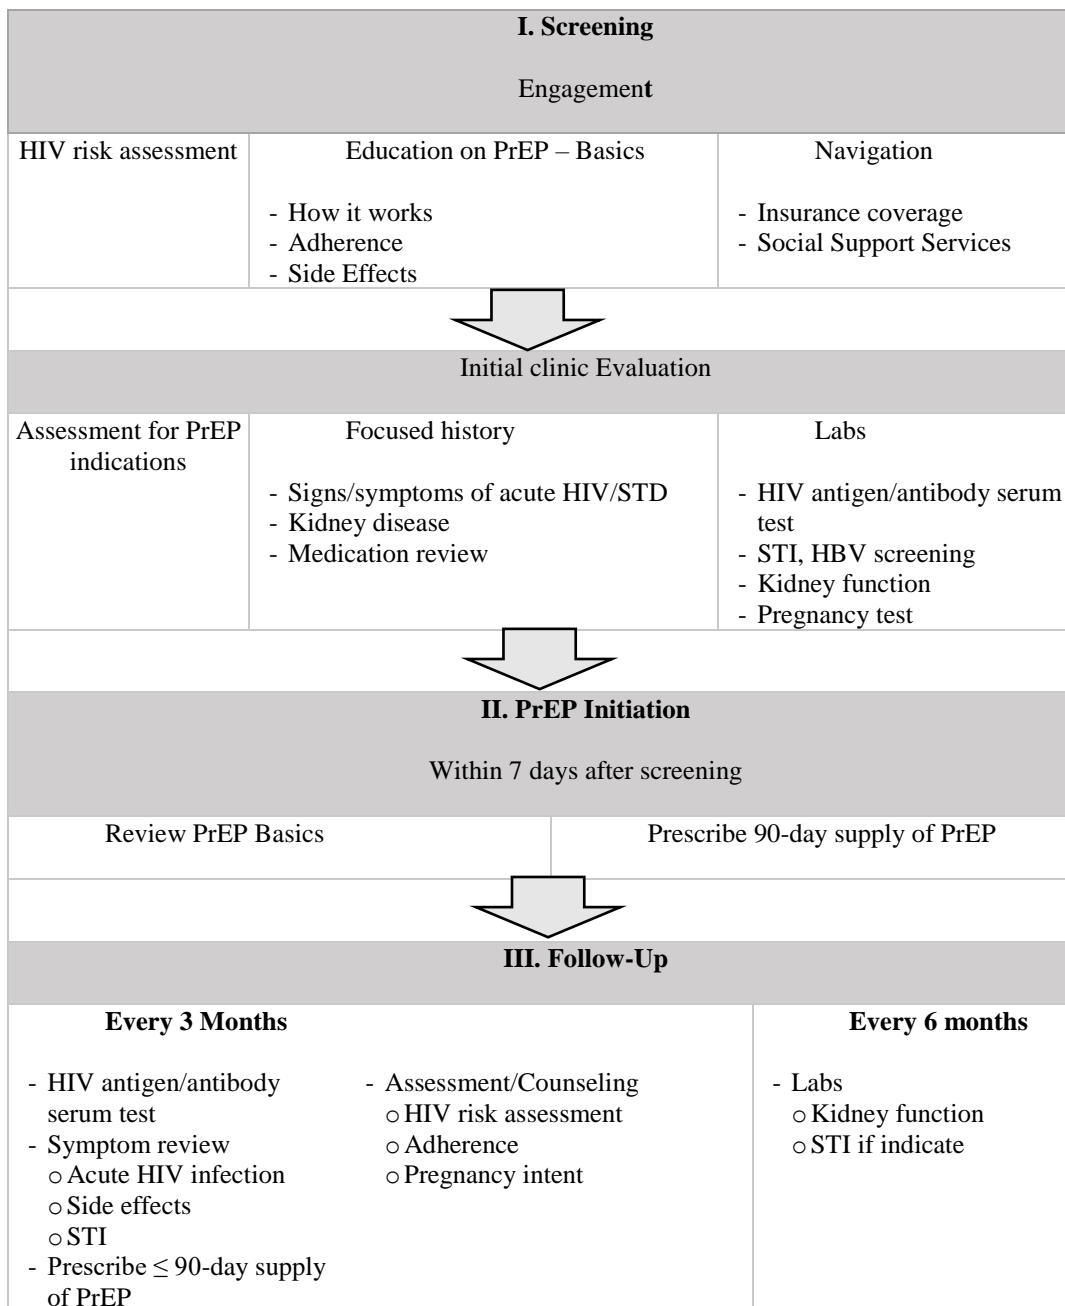 I. Screening
Engagement
HIV risk assessment
Education on PrEP – Basics
- How it works
- Adherence
- Side Effects
Navigation
- Insurance coverage
- Social Support Services
Initial clinic Evaluation
Assessment for PrEP
indications
Focused history
- Signs/symptoms of acute HIV/STD
- Kidney disease
- Medication review
Labs
- HIV antigen/antibody serum
test
- STI, HBV screening
- Kidney function
- Pregnancy test
II. PrEP Initiation
Within 7 days after screening
Review PrEP Basics
Prescribe 90-day supply of PrEP
III. Follow-Up
Every 3 Months
- HIV antigen/antibody
serum test
- Symptom review
o Acute HIV infection
o Side effects
o STI
- Prescribe ≤ 90-day supply
of PrEP
- Assessment/Counseling
o HIV risk assessment
o Adherence
o Pregnancy intent
Every 6 months
- Labs
o Kidney function
o STI if indicate